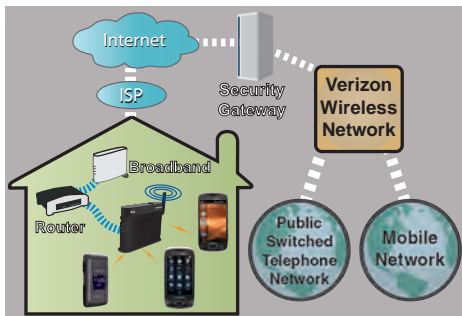 Internet
ISP
Security
Gateway
Verizon
Wireless
Network
Broadband
Router
Public
Switched
Telephone
Network
Mobile
Network